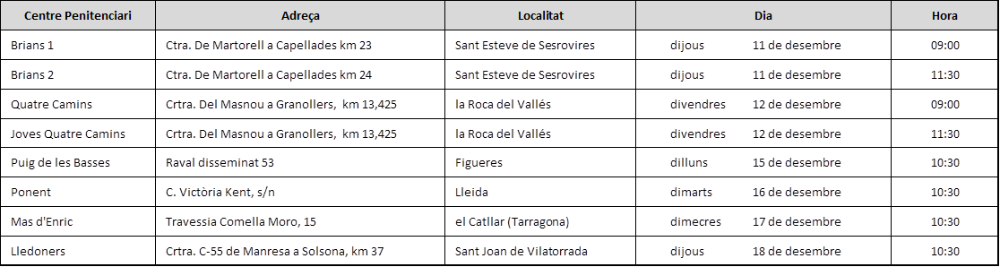 Centre Penitenciari Adreça Localitat Dia Hora
Brians 1 Ctra. De Martorell a Capellades km 23 Sant Esteve de Sesrovires dijous 11 de desembre 09:00
Brians 2 Ctra. De Martorell a Capellades km 24 Sant Esteve de Sesrovires dijous 11 de desembre 11:30
Quatre Camins Crtra. Del Masnou a Granollers, km 13,425 la Roca del Vallés divendres 12 de desembre 09:00
Joves Quatre Camins Crtra. Del Masnou a Granollers, km 13,425 la Roca del Vallés divendres 12 de desembre 11:30
Puig de les Basses Raval disseminat 53 Figueres dilluns 15 de desembre 10:30
Ponent C. Victòria Kent, s/n Lleida dimarts 16 de desembre 10:30
Mas d'Enric Travessia Comella Moro, 15 el Catllar (Tarragona) dimecres 17 de desembre 10:30
Lledoners Crtra. C-55 de Manresa a Solsona, km 37 Sant Joan de Vilatorrada dijous 18 de desembre 10:30